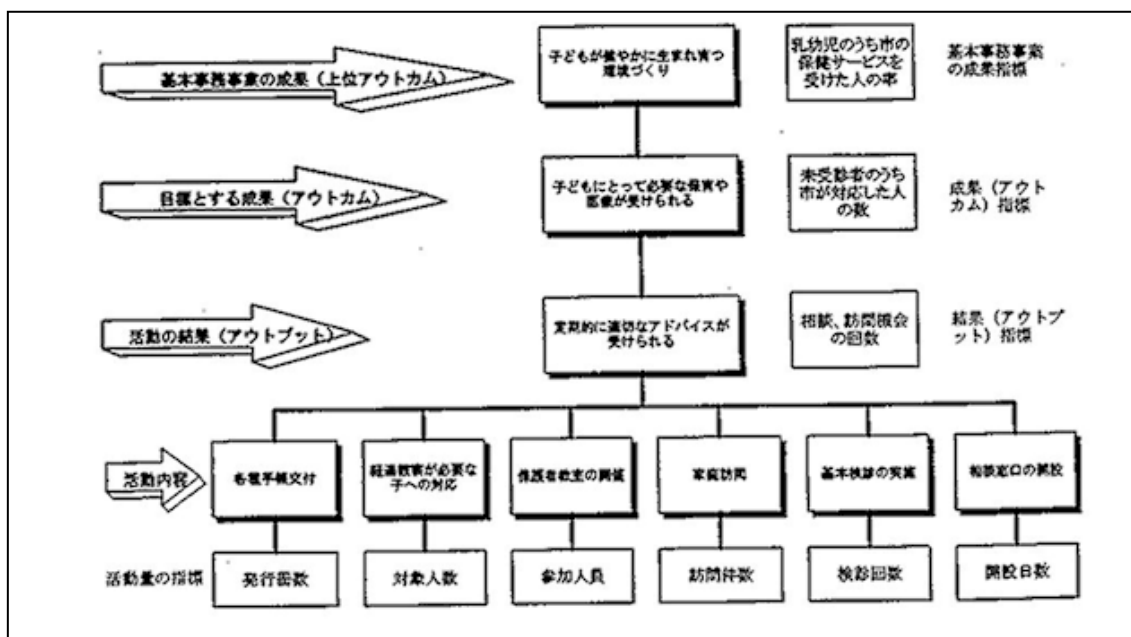 基本事務事業の成果（上位アウトカム）
子どもが健やかに生まれ育つ
環境づくり
乳幼児のうち市の
保健サービスを
受けた人の率
基本事務事業
の成果指標
目標とする成果（アウトカム）
子どもにとって必要な保育や
医療が受けられる
未受診者のうち
市が対応した人
の数
成果（アウト
カム）指標
活動の結果（アウトプット）
定期的に適切なアドバイスが
受けられる
相談、訪問機会
の回数
結果（アウトプ
ット）指標
活動内容
各種手帳交付
経過観察が必要な
子への対応
保護者教室の開催
家庭訪問
基本検診の実施
相談窓口の開設
活動量の指標
発行冊数
対象人数
参加人員
訪問件数
検診回数
開設日数